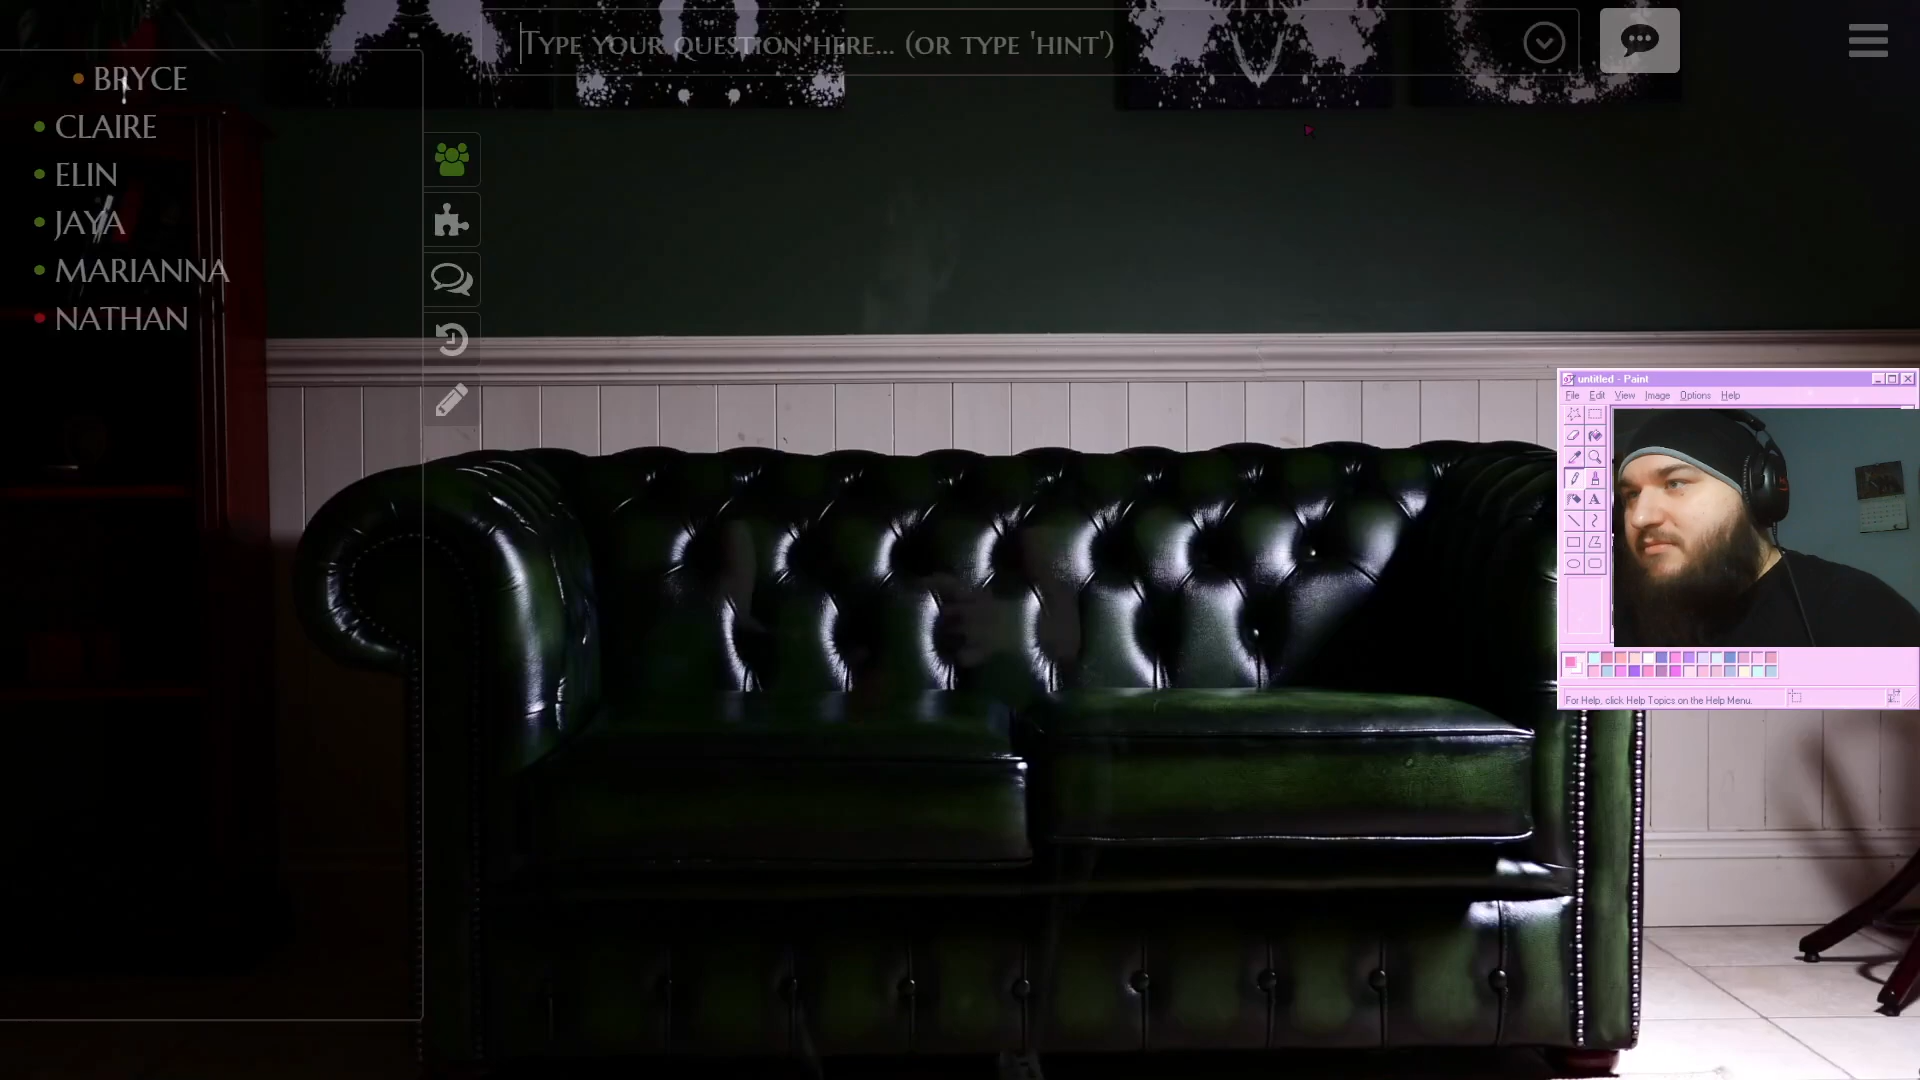 Type your question here... (or type 'hint')
Bryce
Claire
Elin
Jaya
Marianna
Nathan
untitled - Paint
File Edit View Image Options Help
A
For Help, click Help Topics on the Help Menu.